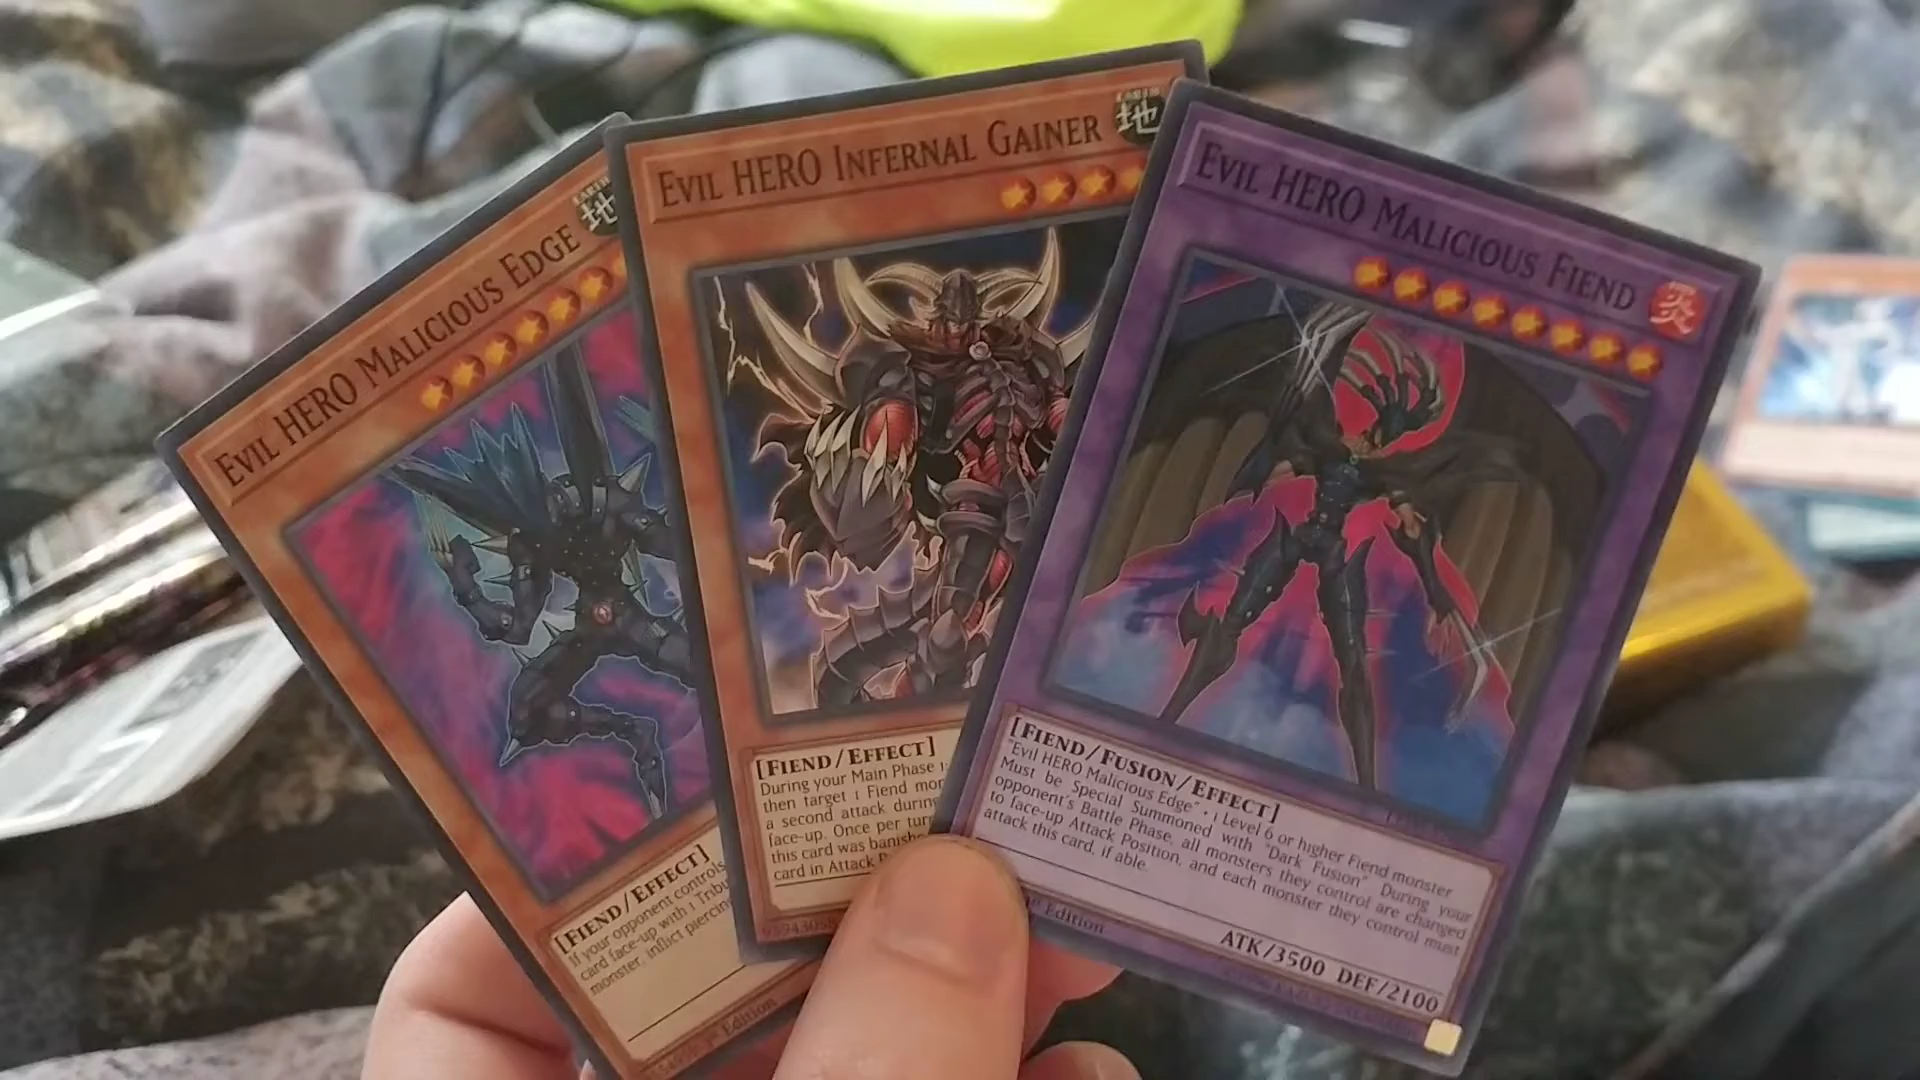 EVIL HERO MALICIOUS EDGE
EARTH
地
[FIEND/EFFECT]
If your opponent controls
card face-up with 1
monster, inflict piercing
1st Edition
EVIL HERO INFERNAL GAINER
地
[FIEND/EFFECT]
During your Main Phase 1:
then target 1 Fiend
a second attack
face-up. Once per
this card was
card in Attack
EVIL HERO MALICIOUS FIEND
炎
[FIEND/FUSION/EFFECT]
"Evil HERO Malicious Edge" + 1 Level 6 or higher Fiend monster
Must be Special Summoned with "Dark Fusion". During your
opponent's Battle Phase, all monsters they control are changed
to face-up Attack Position, and each monster they control must
attack this card, if able.
Edition
ATK/3500 DEF/2100